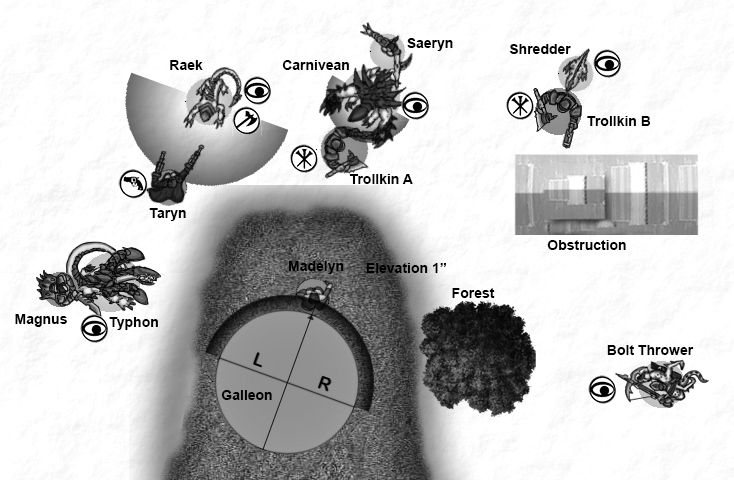 Saeryn
Shredder
Raek
Carnivean
Trollkin B
Trollkin A
Taryn
Obstruction
Madelyn
Elevation 1”
Forest
Magnus
Typhon
L
R
Galleon
Bolt Thrower